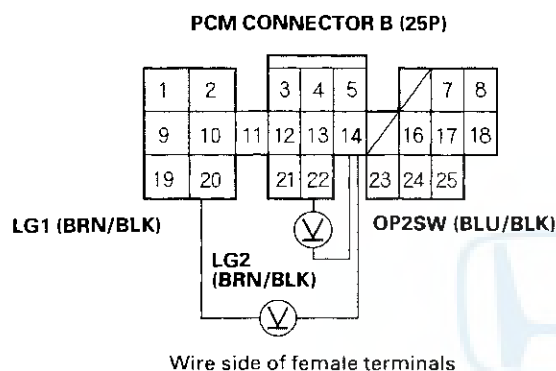 PCM CONNECTOR B (25P)
1 2 3 4 5 7 8
9 10 11 12 13 14 16 17 18
19 20 21 22 23 24 25
LG1 (BRN/BLK)
OP2SW (BLU/BLK)
V
LG2
(BRN/BLK)
V
Wire side of female terminals